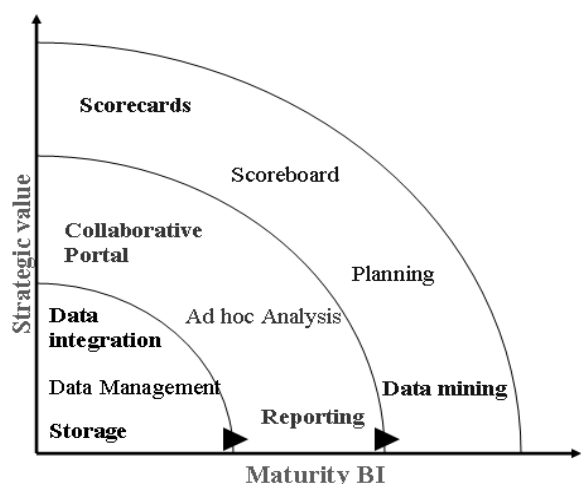 Scorecards
Scoreboard
Collaborative
Portal
Planning
Data
integration
Ad hoc Analysis
Data Management
Data mining
Reporting
Storage
Strategic value
Maturity BI